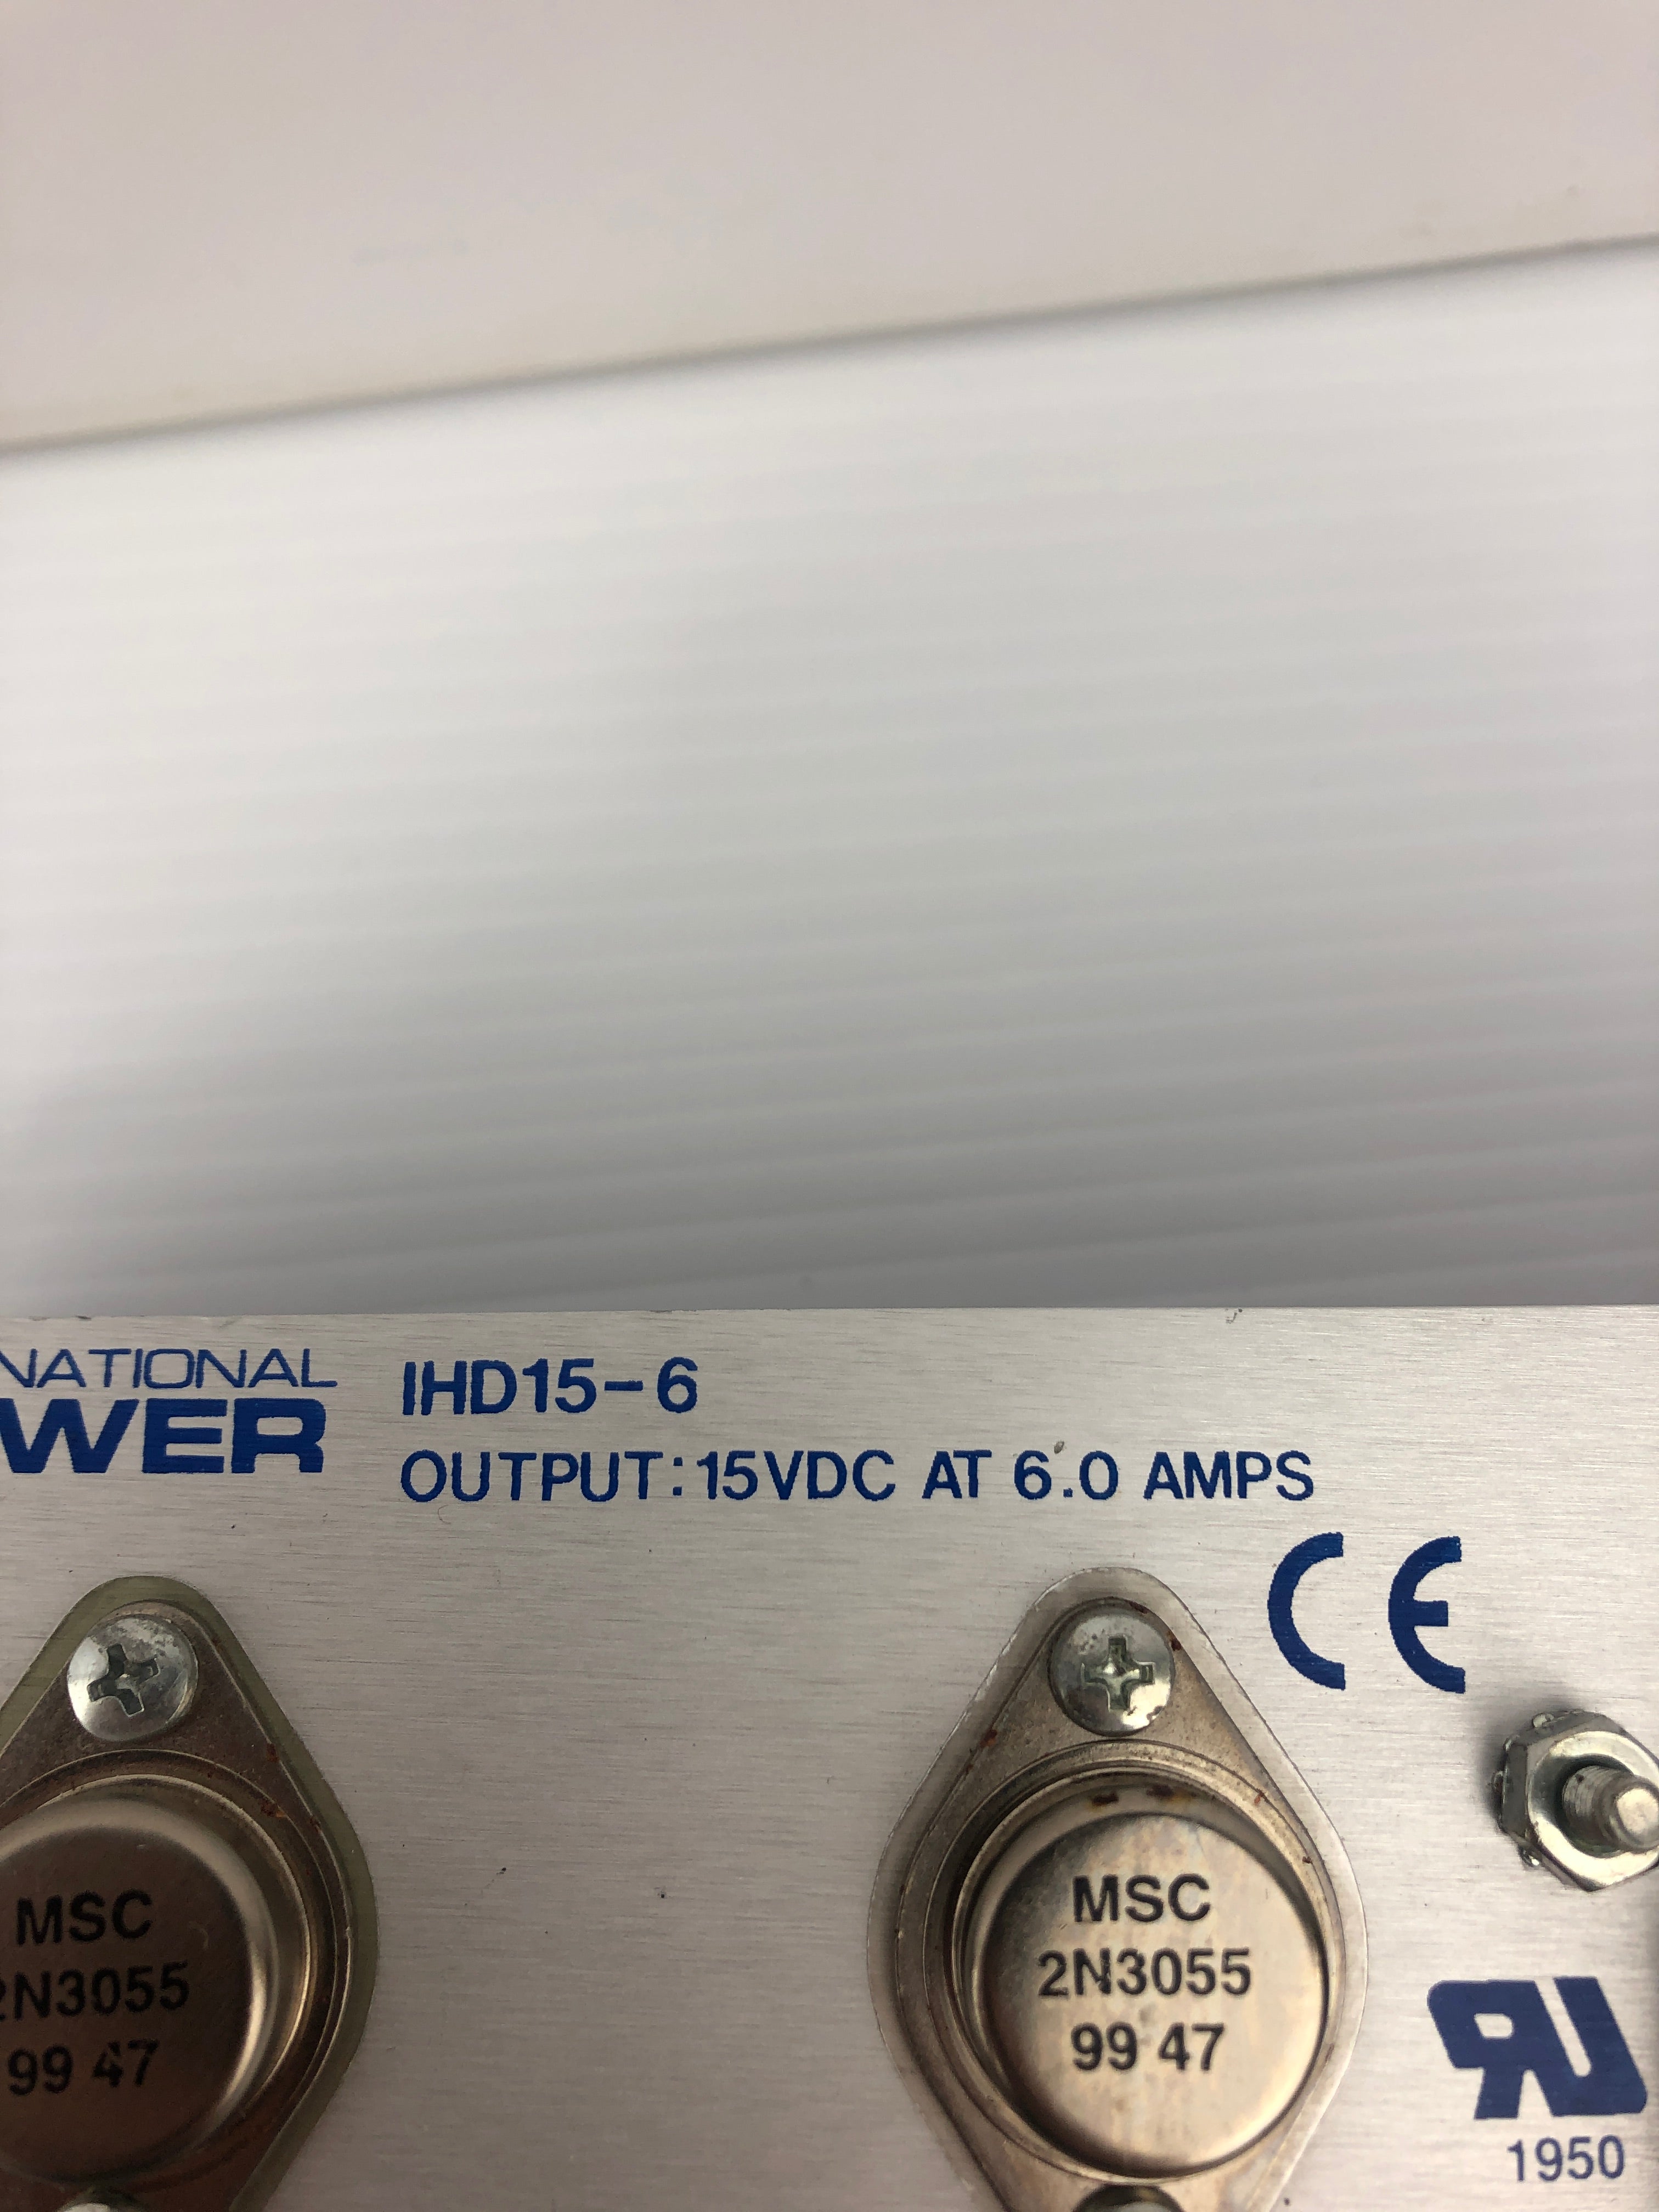 NATIONAL
WER
IHD15-6
OUTPUT: 15VDC AT 6.0 AMPS
CE
MSC
2N3055
99 47
MSC
2N3055
99 47
RU
1950